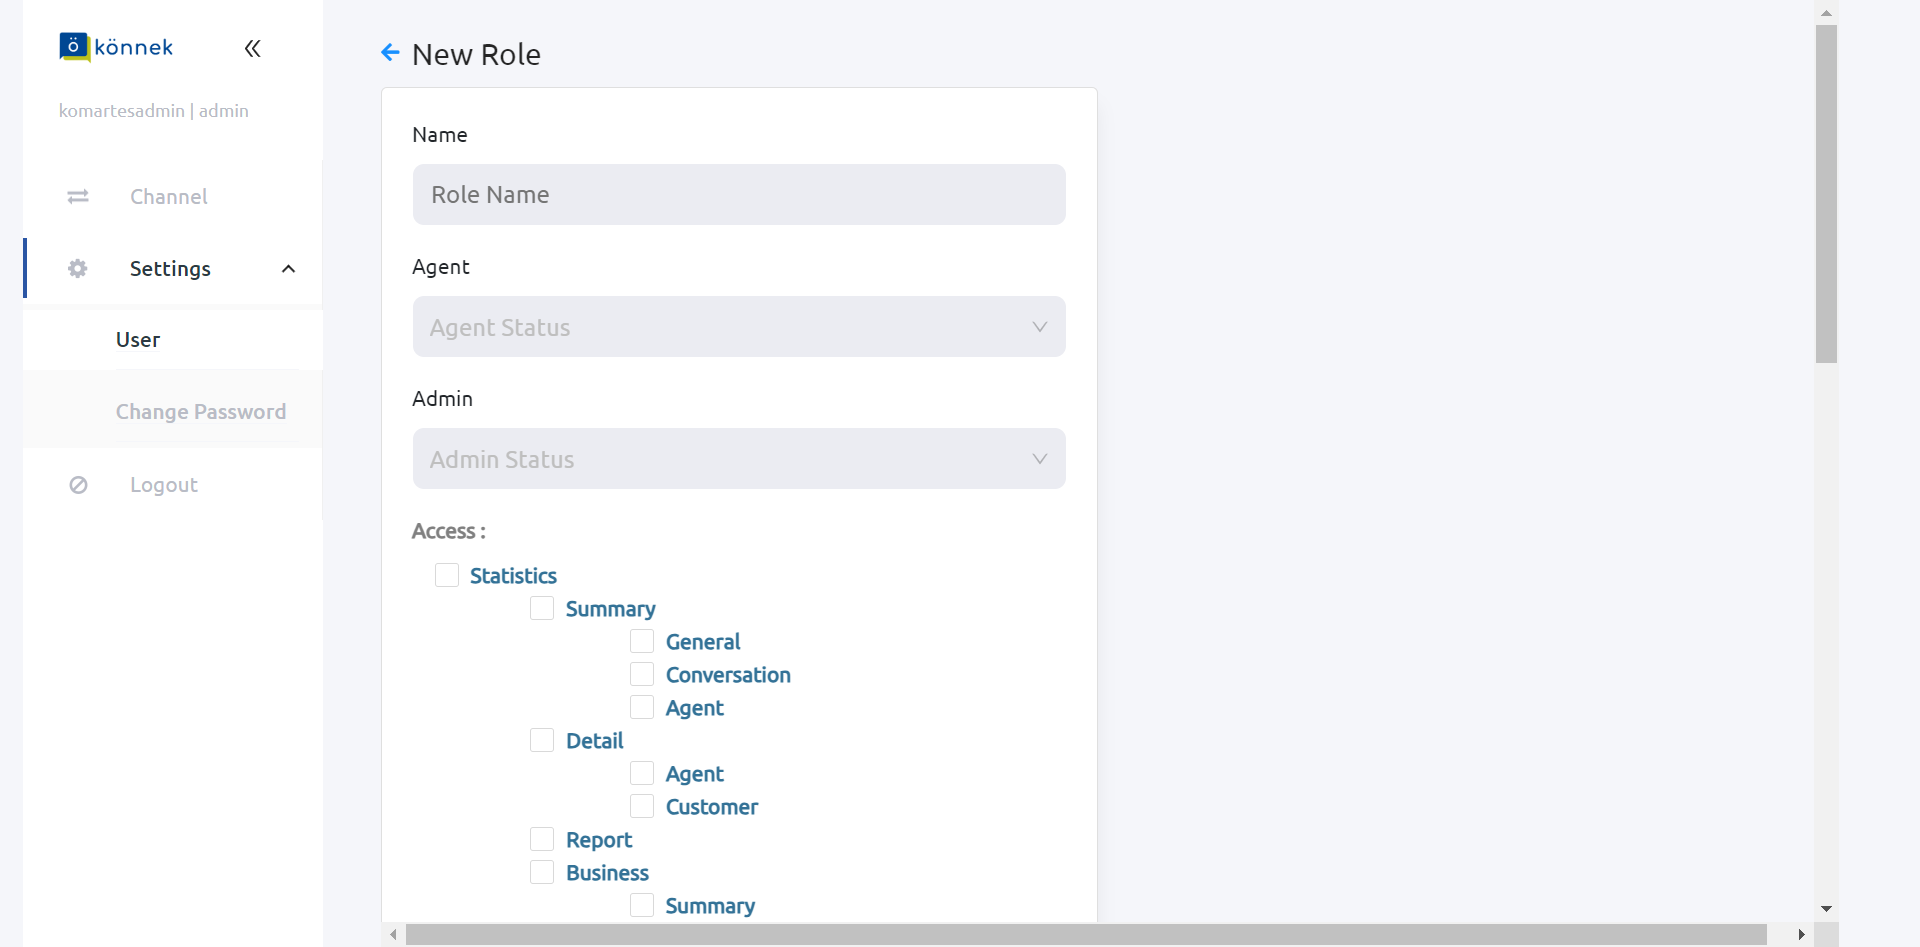 ö könnek
komartesadmin | admin
Channel
Settings
User
Change Password
Logout
New Role
Name
Role Name
Agent
Agent Status
Admin
Admin Status
Access :
Statistics
Summary
General
Conversation
Agent
Detail
Agent
Customer
Report
Business
Summary